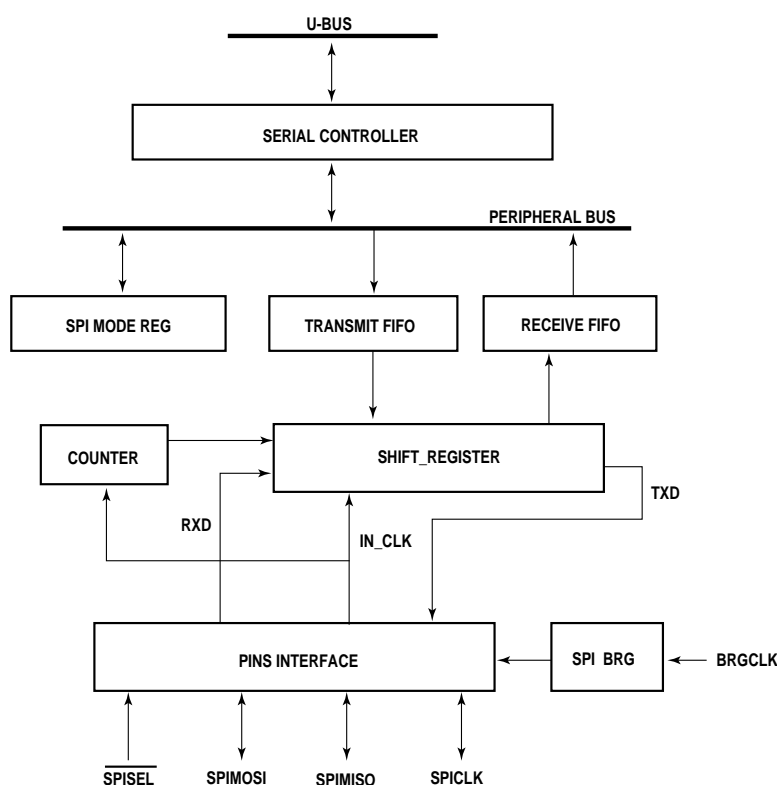 U-BUS
SERIAL CONTROLLER
PERIPHERAL BUS
SPI MODE REG
TRANSMIT FIFO
RECEIVE FIFO
COUNTER
SHIFT_REGISTER
TXD
RXD
IN_CLK
PINS INTERFACE
SPI BRG
BRGCLK
SPISEL
SPIMOSI
SPIMISO
SPICLK